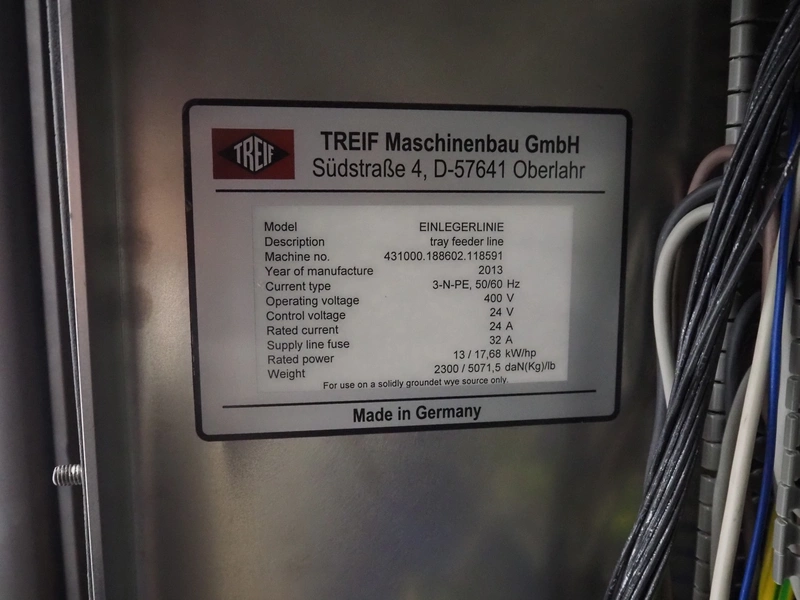 TREIF
TREIF Maschinenbau GmbH
Südstraße 4, D-57641 Oberlahr
Model EINLEGERLINIE
Description tray feeder line
Machine no. 431000.188602.118591
Year of manufacture 2013
Current type 3-N-PE, 50/60 Hz
Operating voltage 400 V
Control voltage 24 V
Rated current 24 A
Supply line fuse 32 A
Rated power 13 / 17,68 kW/hp
Weight 2300 / 5071,5 daN(Kg)/lb
For use on a solidly groundet wye source only.
Made in Germany